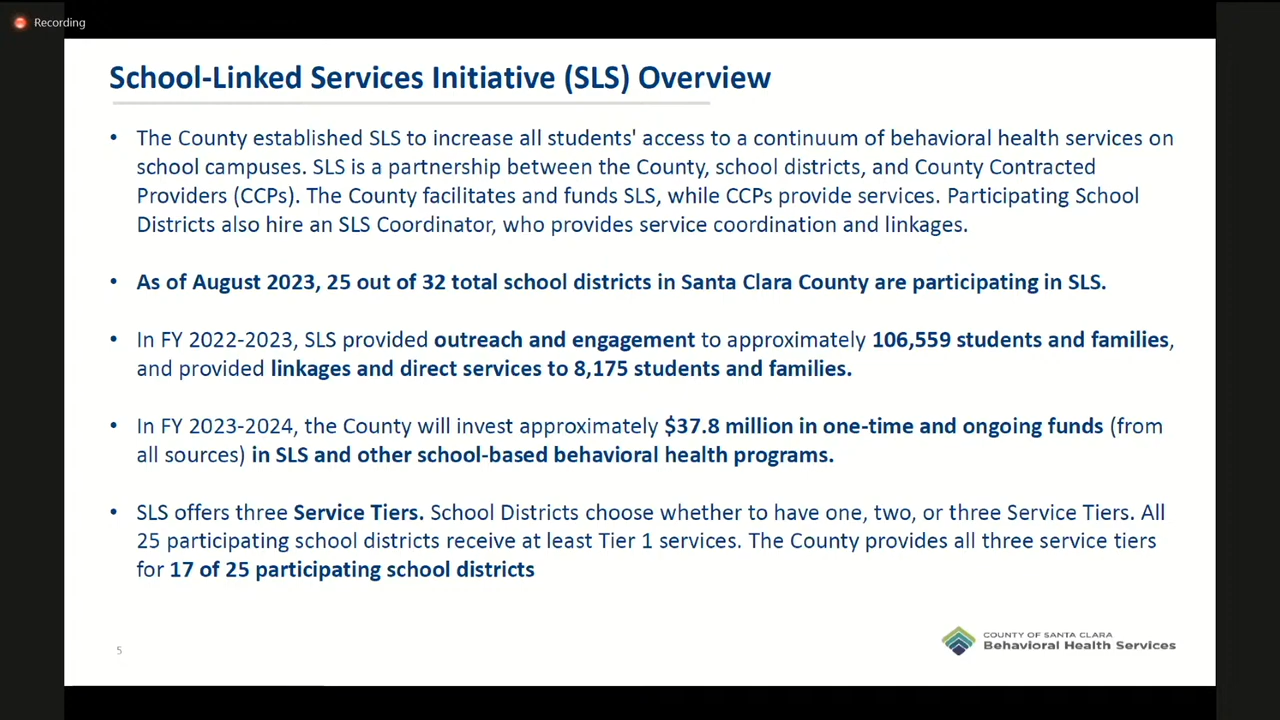 Recording
School-Linked Services Initiative (SLS) Overview
• The County established SLS to increase all students' access to a continuum of behavioral health services on
school campuses. SLS is a partnership between the County, school districts, and County Contracted
Providers (CCPs). The County facilitates and funds SLS, while CCPs provide services. Participating School
Districts also hire an SLS Coordinator, who provides service coordination and linkages.
• As of August 2023, 25 out of 32 total school districts in Santa Clara County are participating in SLS.
• In FY 2022-2023, SLS provided outreach and engagement to approximately 106,559 students and families,
and provided linkages and direct services to 8,175 students and families.
• In FY 2023-2024, the County will invest approximately $37.8 million in one-time and ongoing funds (from
all sources) in SLS and other school-based behavioral health programs.
• SLS offers three Service Tiers. School Districts choose whether to have one, two, or three Service Tiers. All
25 participating school districts receive at least Tier 1 services. The County provides all three service tiers
for 17 of 25 participating school districts
5
COUNTY OF SANTA CLARA
Behavioral Health Services